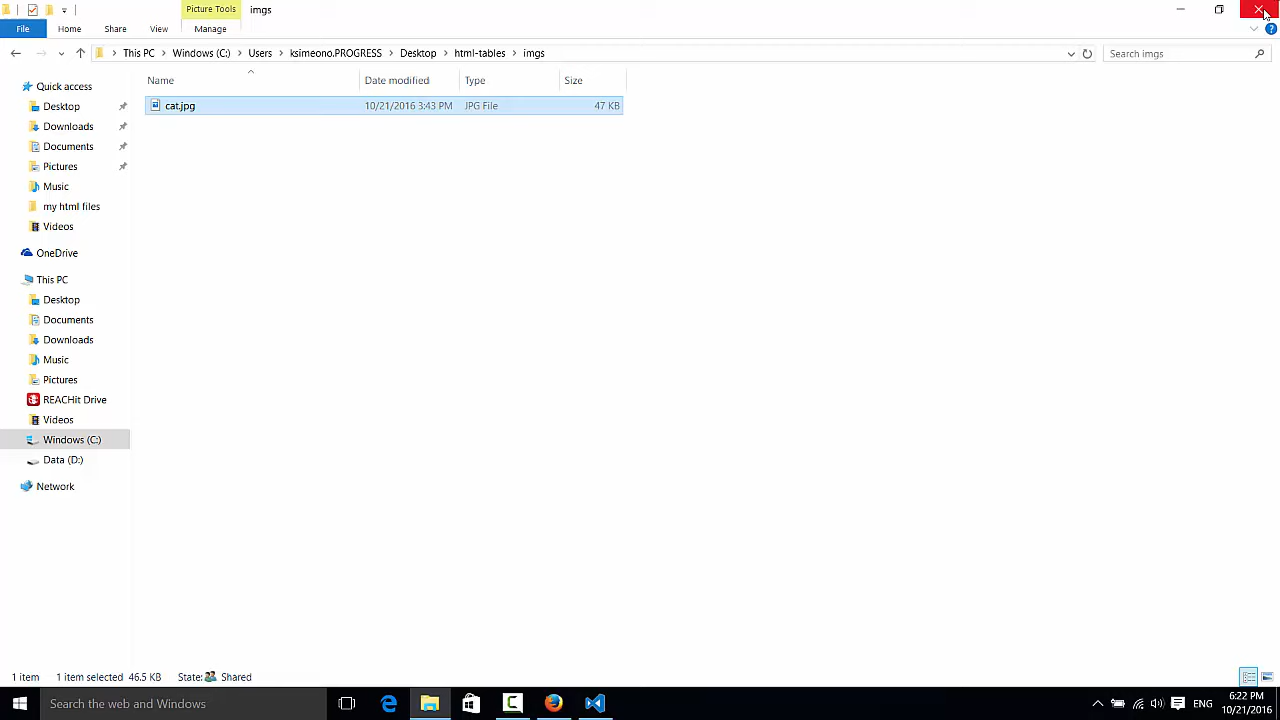 Picture Tools
imgs
File
Home
Share
View
Manage
This PC
Windows (C:)
Users
ksimeono.PROGRESS
Desktop
html-tables
imgs
Search imgs
Name
Date modified
Type
Size
cat.jpg
10/21/2016 3:43 PM
JPG File
47 KB
Quick access
Desktop
Downloads
Documents
Pictures
Music
my html files
Videos
OneDrive
This PC
Desktop
Documents
Downloads
Music
Pictures
REACHit Drive
Videos
Windows (C:)
Data (D:)
Network
1 item
1 item selected 46.5 KB
State: Shared
Search the web and Windows
ENG
6:22 PM
10/21/2016